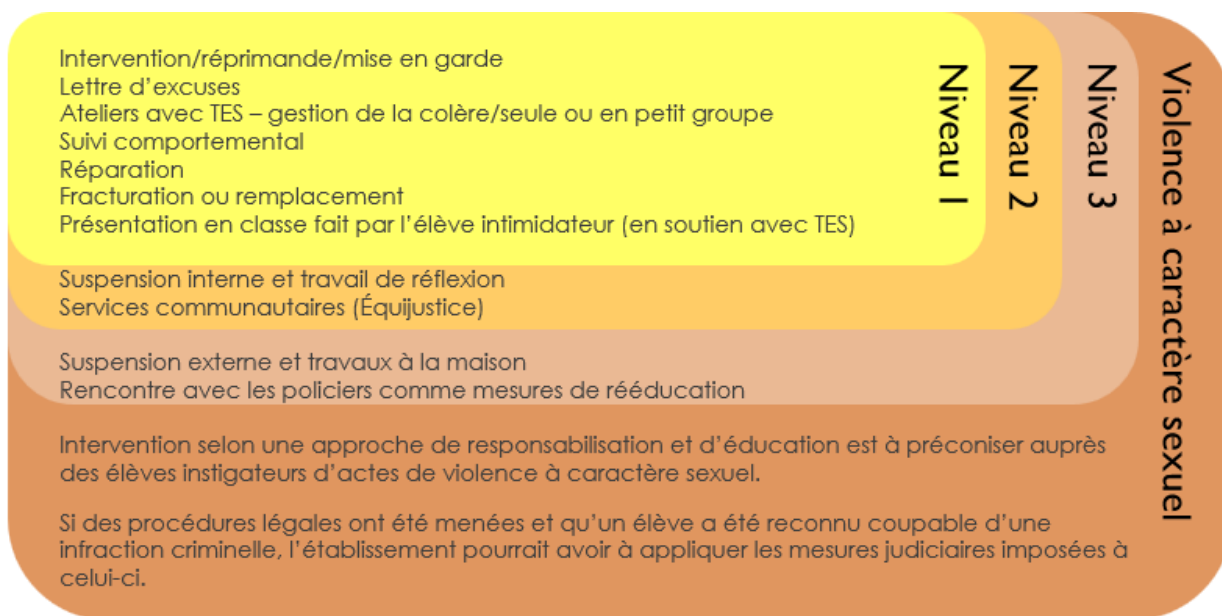 Intervention/réprimande/mise en garde
Lettre d'excuses
Ateliers avec TES – gestion de la colère/seule ou en petit groupe
Suivi comportemental
Réparation
Fracturation ou remplacement
Présentation en classe fait par l'élève intimidateur (en soutien avec TES)
Niveau 1
Suspension interne et travail de réflexion
Services communautaires (Équijustice)
Niveau 2
Suspension externe et travaux à la maison
Rencontre avec les policiers comme mesures de rééducation
Niveau 3
Intervention selon une approche de responsabilisation et d'éducation est à préconiser auprès
des élèves instigateurs d'actes de violence à caractère sexuel.
Si des procédures légales ont été menées et qu'un élève a été reconnu coupable d'une
infraction criminelle, l'établissement pourrait avoir à appliquer les mesures judiciaires imposées à
celui-ci.
Violence à caractère sexuel